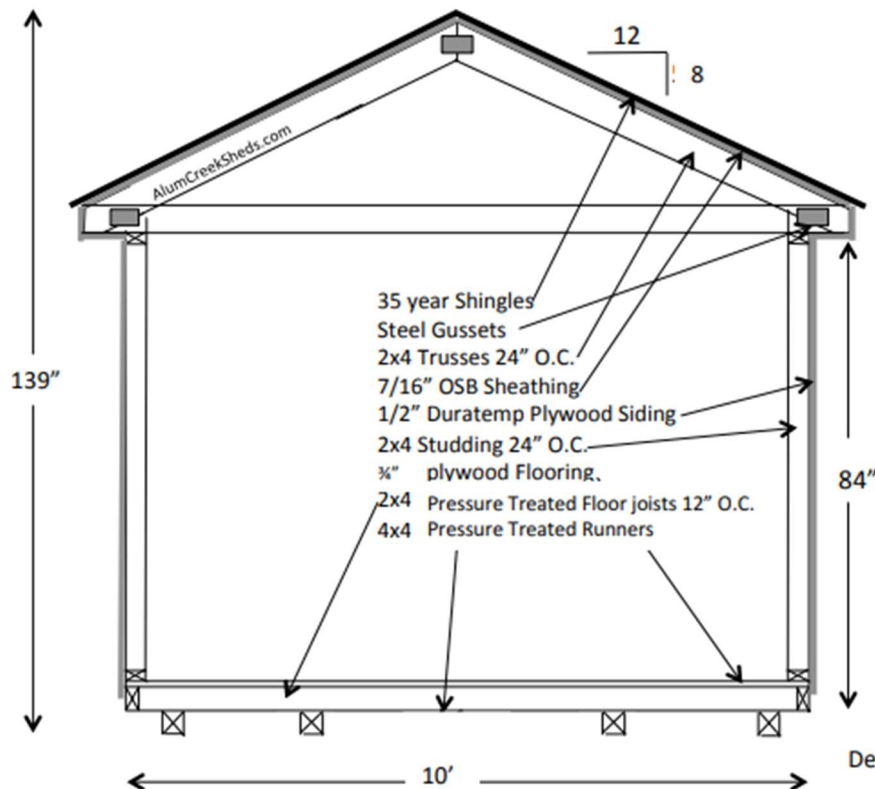 12
8
AlumCreekSheds.com
35 year Shingles
Steel Gussets
2x4 Trusses 24” O.C.
7/16” OSB Sheathing
1/2” Duratemp Plywood Siding
2x4 Studding 24” O.C.
¾” plywood Flooring
2x4 Pressure Treated Floor joists 12” O.C.
4x4 Pressure Treated Runners
139”
84”
De
10’